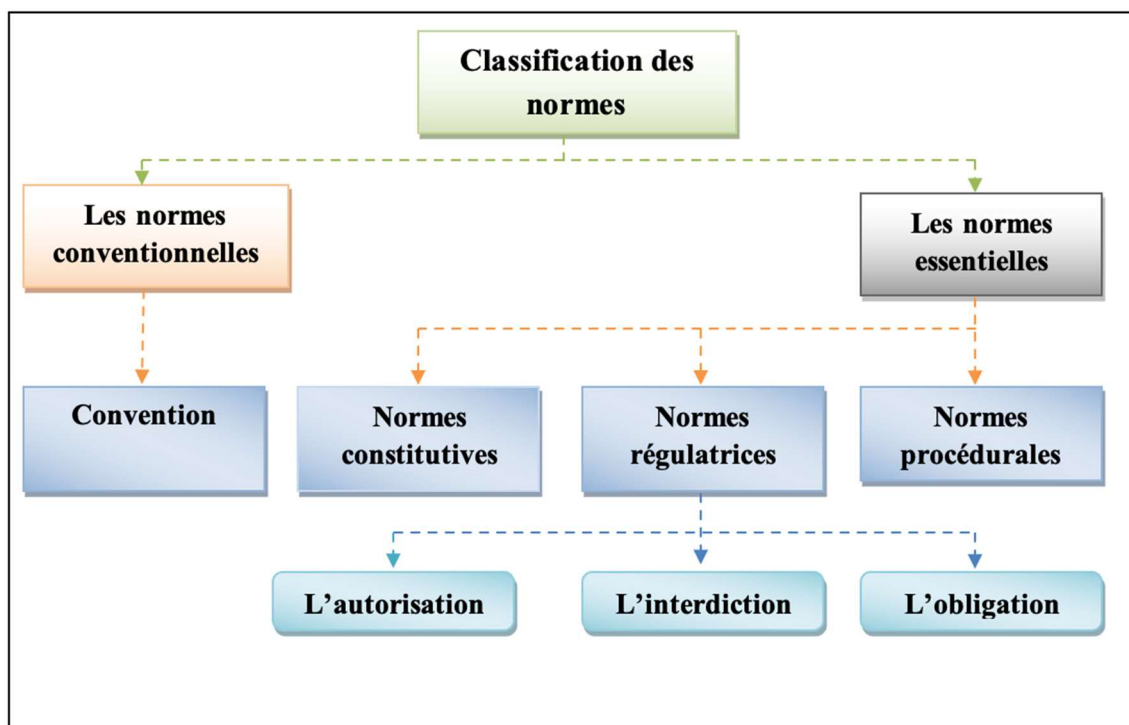 Classification des
normes
Les normes
conventionnelles
Les normes
essentielles
Convention
Normes
constitutives
Normes
régulatrices
Normes
procédurales
L’autorisation
L’interdiction
L’obligation